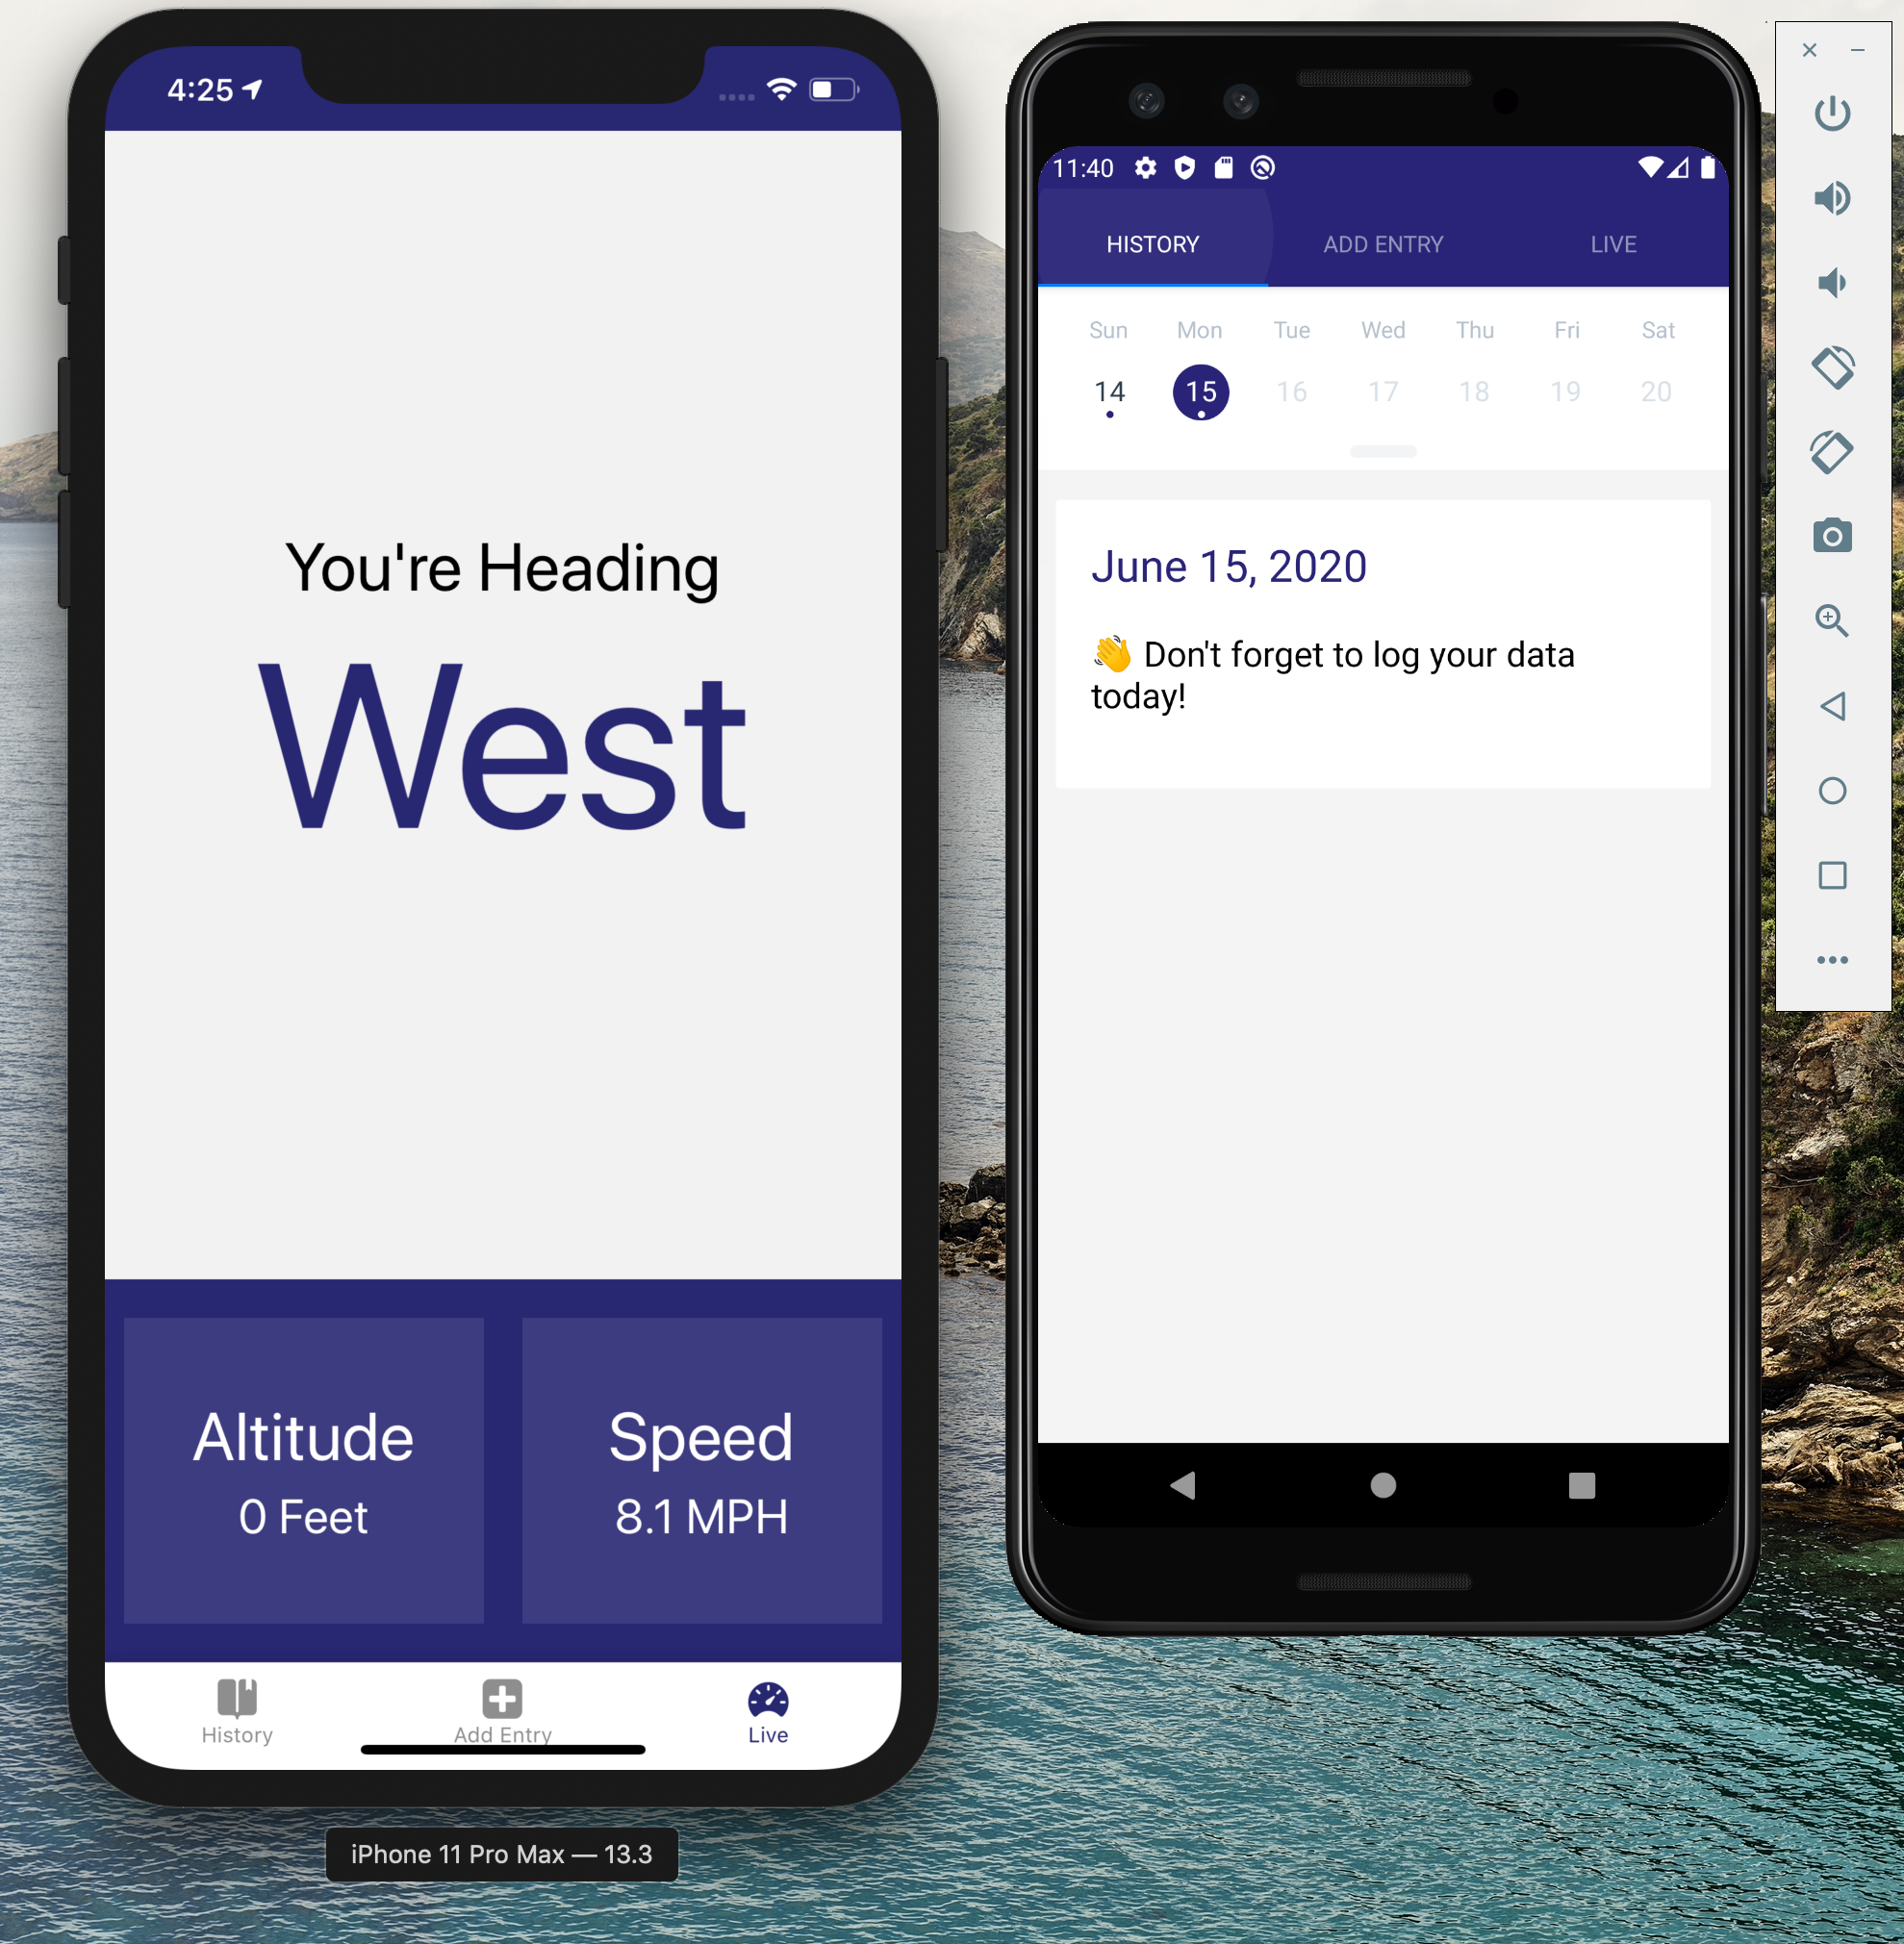 4:25
You're Heading
West
Altitude
0 Feet
Speed
8.1 MPH
History
Add Entry
Live
iPhone 11 Pro Max — 13.3
11:40
HISTORY
ADD ENTRY
LIVE
Sun Mon Tue Wed Thu Fri Sat
14 15 16 17 18 19 20
June 15, 2020
👋 Don't forget to log your data
today!